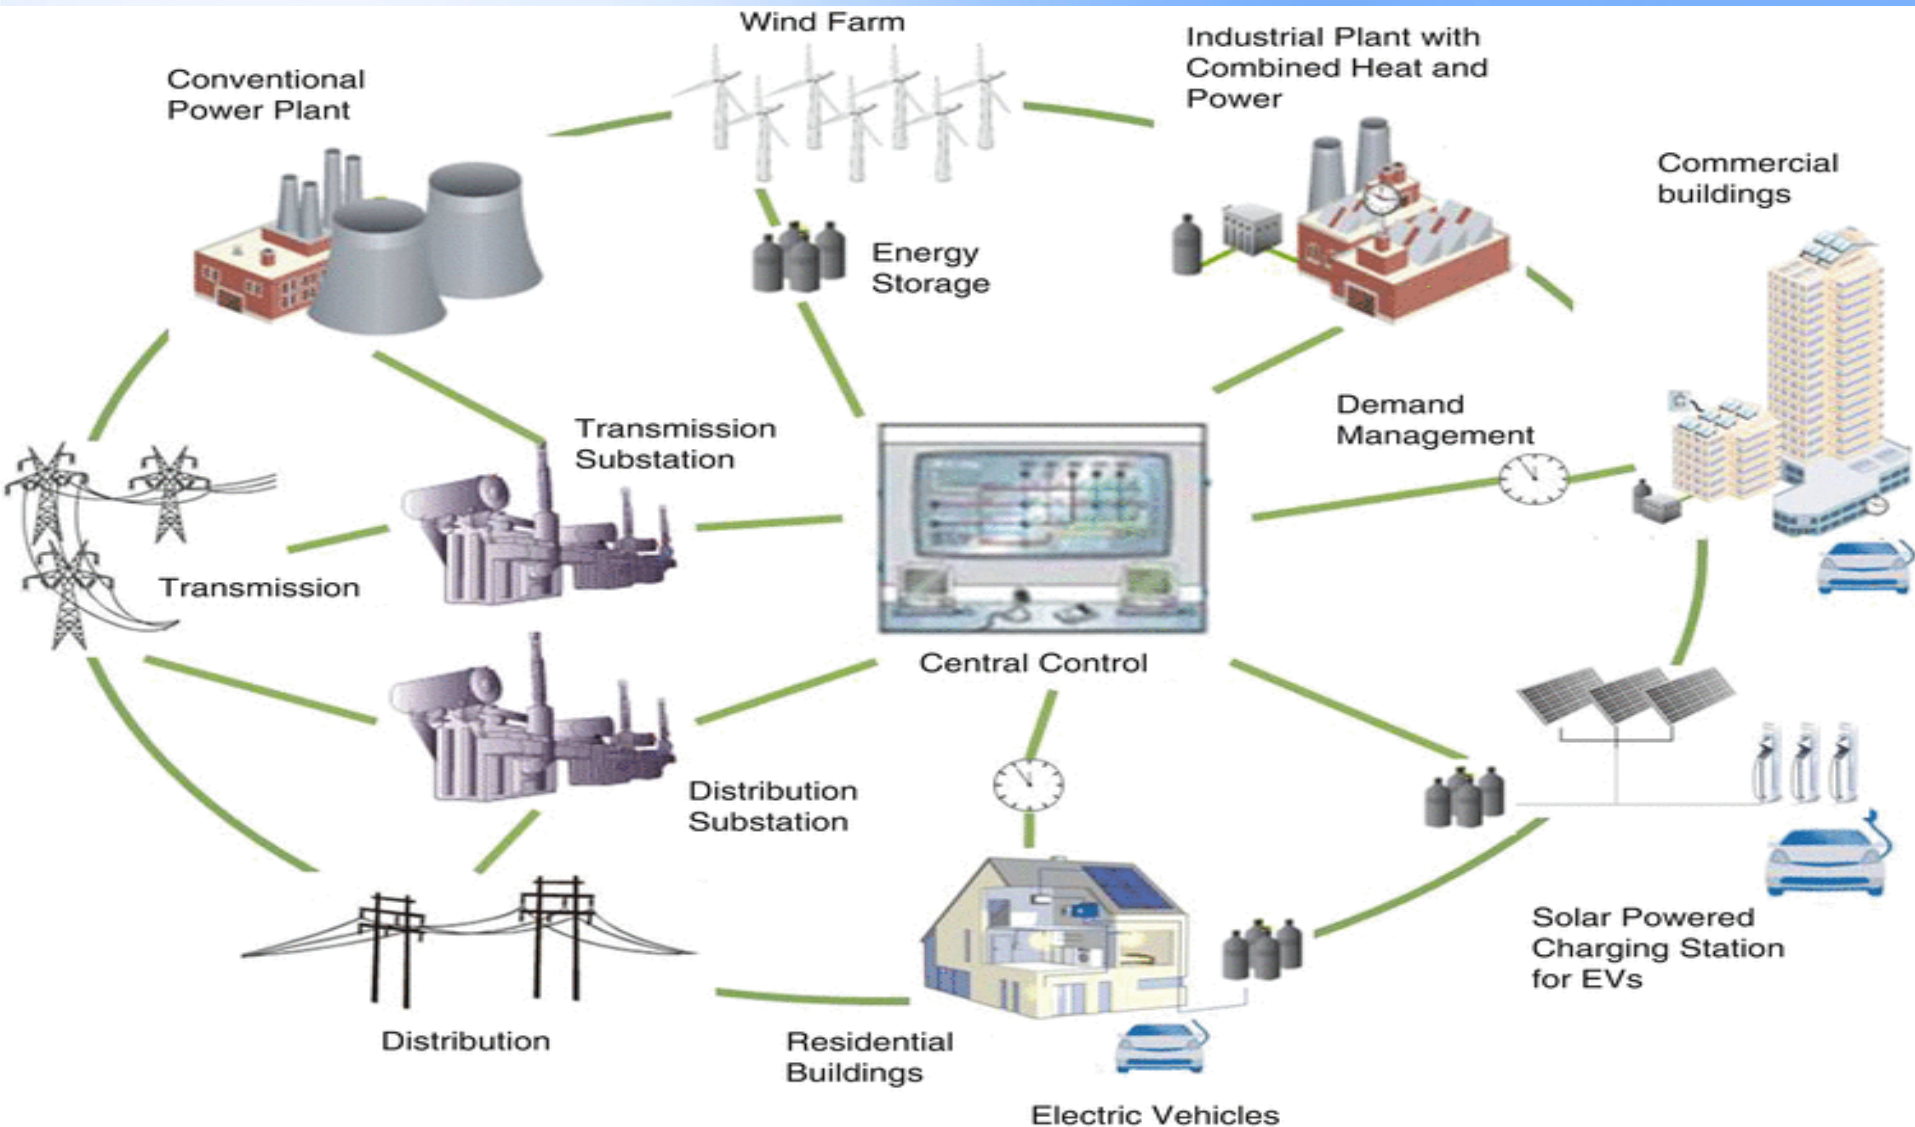 Wind Farm
Industrial Plant with
Combined Heat and
Power
Conventional
Power Plant
Commercial
buildings
Energy
Storage
Demand
Management
Transmission
Substation
Transmission
Central Control
Distribution
Substation
Solar Powered
Charging Station
for EVs
Distribution
Residential
Buildings
Electric Vehicles